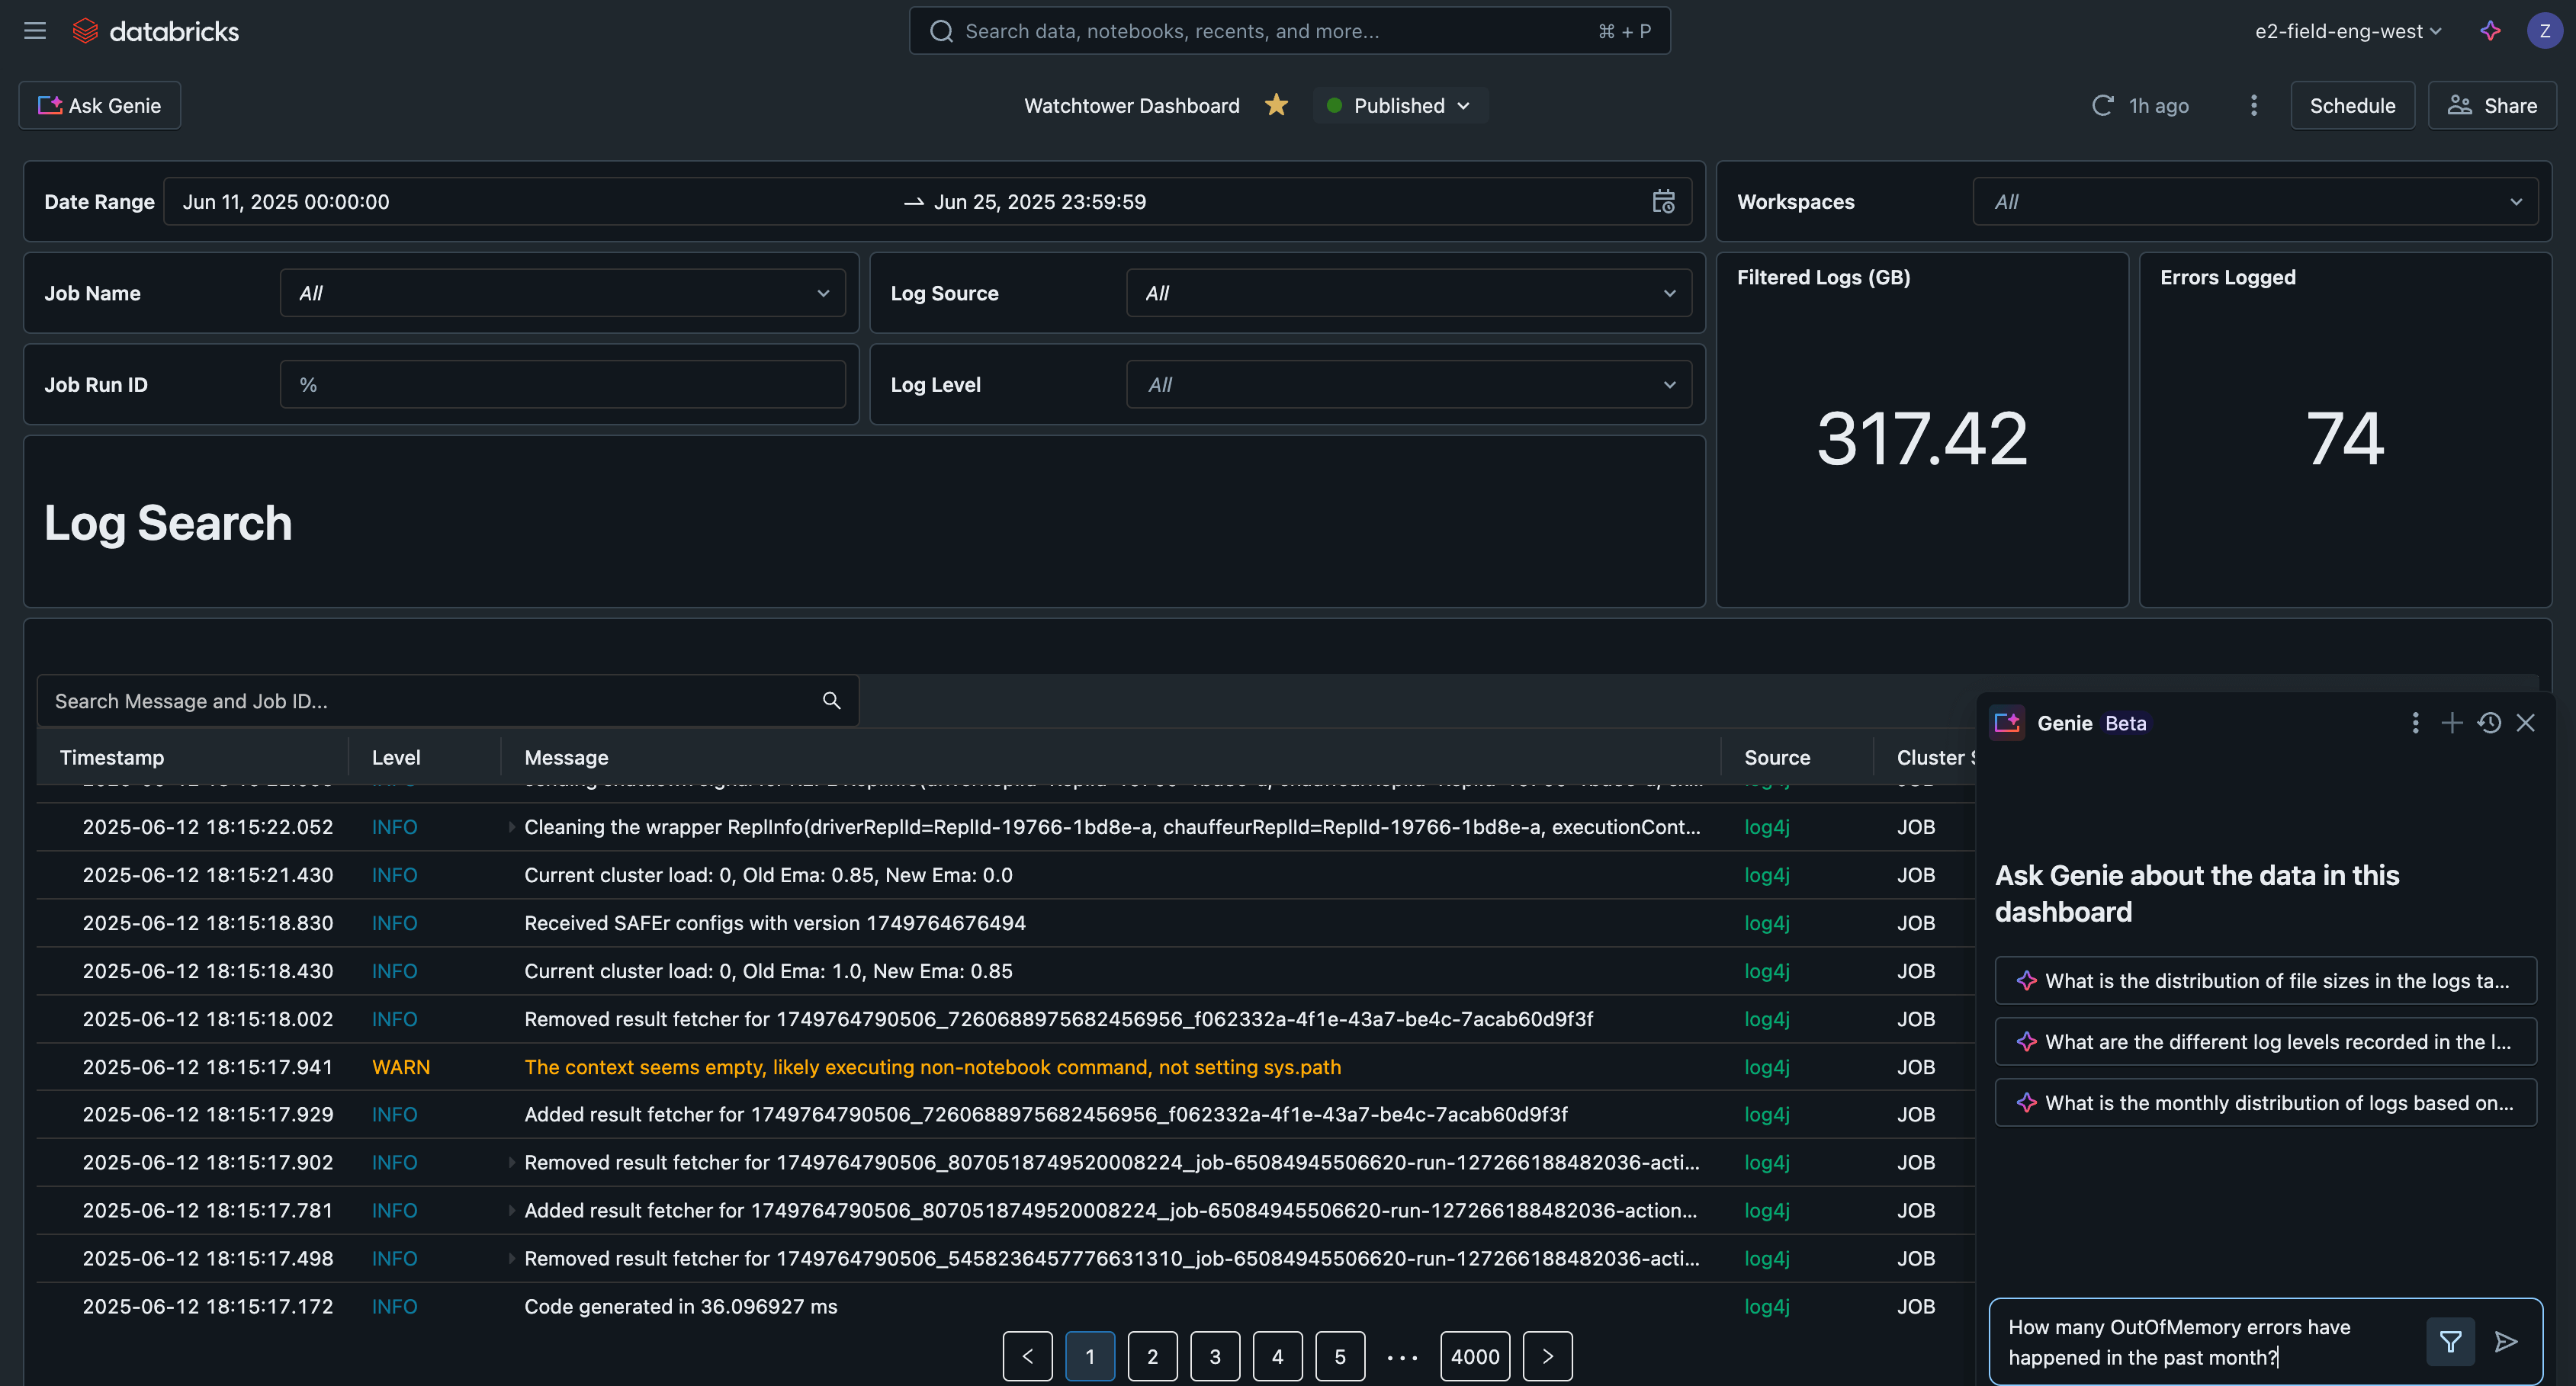 databricks
Search data, notebooks, recents, and more...
⌘ + P
e2-field-eng-west
Z
Ask Genie
Watchtower Dashboard
Published
1h ago
Schedule
Share
Date Range
Jun 11, 2025 00:00:00
Jun 25, 2025 23:59:59
Workspaces
All
Job Name
All
Log Source
All
Filtered Logs (GB)
317.42
Errors Logged
74
Job Run ID
%
Log Level
All
Log Search
Search Message and Job ID...
Timestamp Level Message Source Cluster
2025-06-12 18:15:22.052 INFO Cleaning the wrapper ReplInfo(driverReplId=ReplId-19766-1bd8e-a, chauffeurReplId=ReplId-19766-1bd8e-a, executionCont... log4j JOB
2025-06-12 18:15:21.430 INFO Current cluster load: 0, Old Ema: 0.85, New Ema: 0.0 log4j JOB
2025-06-12 18:15:18.830 INFO Received SAFEr configs with version 1749764676494 log4j JOB
2025-06-12 18:15:18.430 INFO Current cluster load: 0, Old Ema: 1.0, New Ema: 0.85 log4j JOB
2025-06-12 18:15:18.002 INFO Removed result fetcher for 1749764790506_7260688975682456956_f062332a-4f1e-43a7-be4c-7acab60d9f3f log4j JOB
2025-06-12 18:15:17.941 WARN The context seems empty, likely executing non-notebook command, not setting sys.path log4j JOB
2025-06-12 18:15:17.929 INFO Added result fetcher for 1749764790506_7260688975682456956_f062332a-4f1e-43a7-be4c-7acab60d9f3f log4j JOB
2025-06-12 18:15:17.902 INFO Removed result fetcher for 1749764790506_8070518749520008224_job-65084945506620-run-127266188482036-acti... log4j JOB
2025-06-12 18:15:17.781 INFO Added result fetcher for 1749764790506_8070518749520008224_job-65084945506620-run-127266188482036-action... log4j JOB
2025-06-12 18:15:17.498 INFO Removed result fetcher for 1749764790506_5458236457776631310_job-65084945506620-run-127266188482036-acti... log4j JOB
2025-06-12 18:15:17.172 INFO Code generated in 36.096927 ms log4j JOB
1 2 3 4 5 ... 4000
Genie Beta
Ask Genie about the data in this
dashboard
What is the distribution of file sizes in the logs ta...
What are the different log levels recorded in the l...
What is the monthly distribution of logs based on...
How many OutOfMemory errors have
happened in the past month?